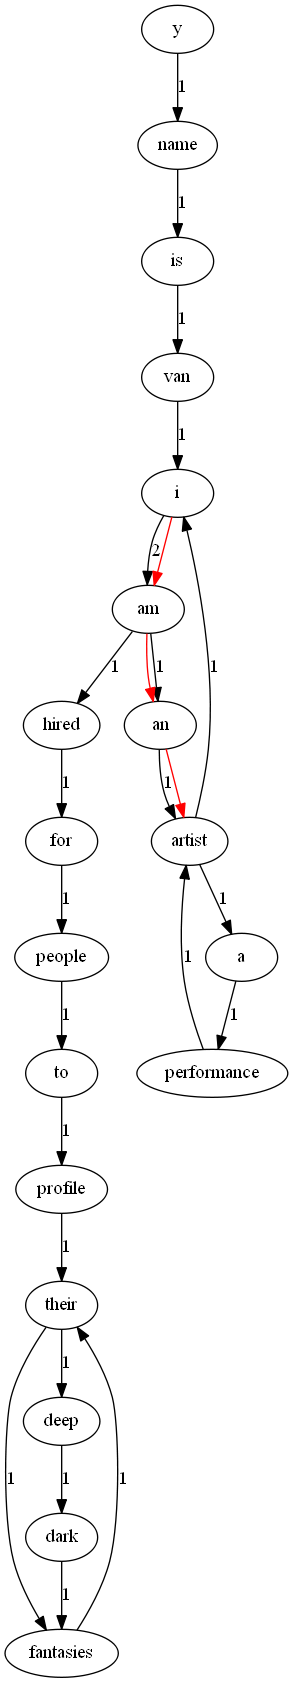 y
1
name
1
is
1
van
1
i
2
am
1 1
hired an
1 1 1
for artist
1 1
people a
1 1 1
to performance
1
profile
1
their
1
deep
1 1 1
dark
1
fantasies